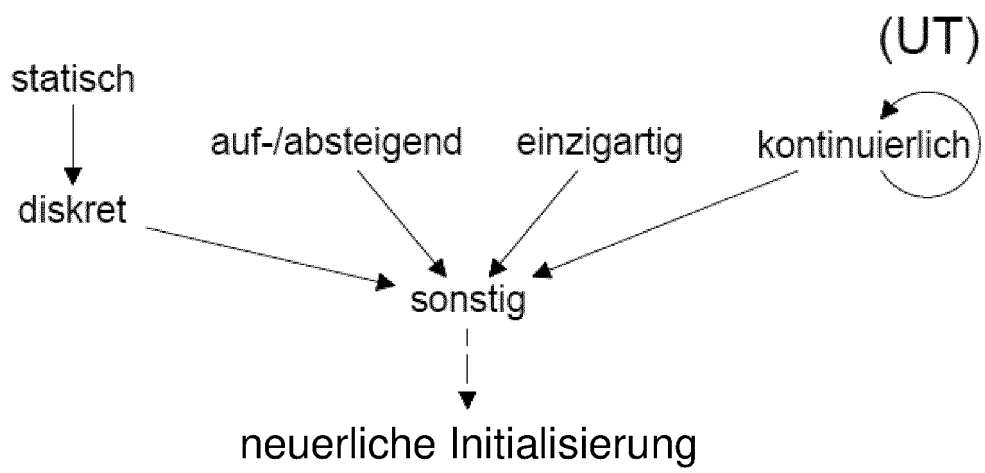 (UT)
statisch
auf-/absteigend einzigartig kontinuierlich
diskret
sonstig
neuerliche Initialisierung